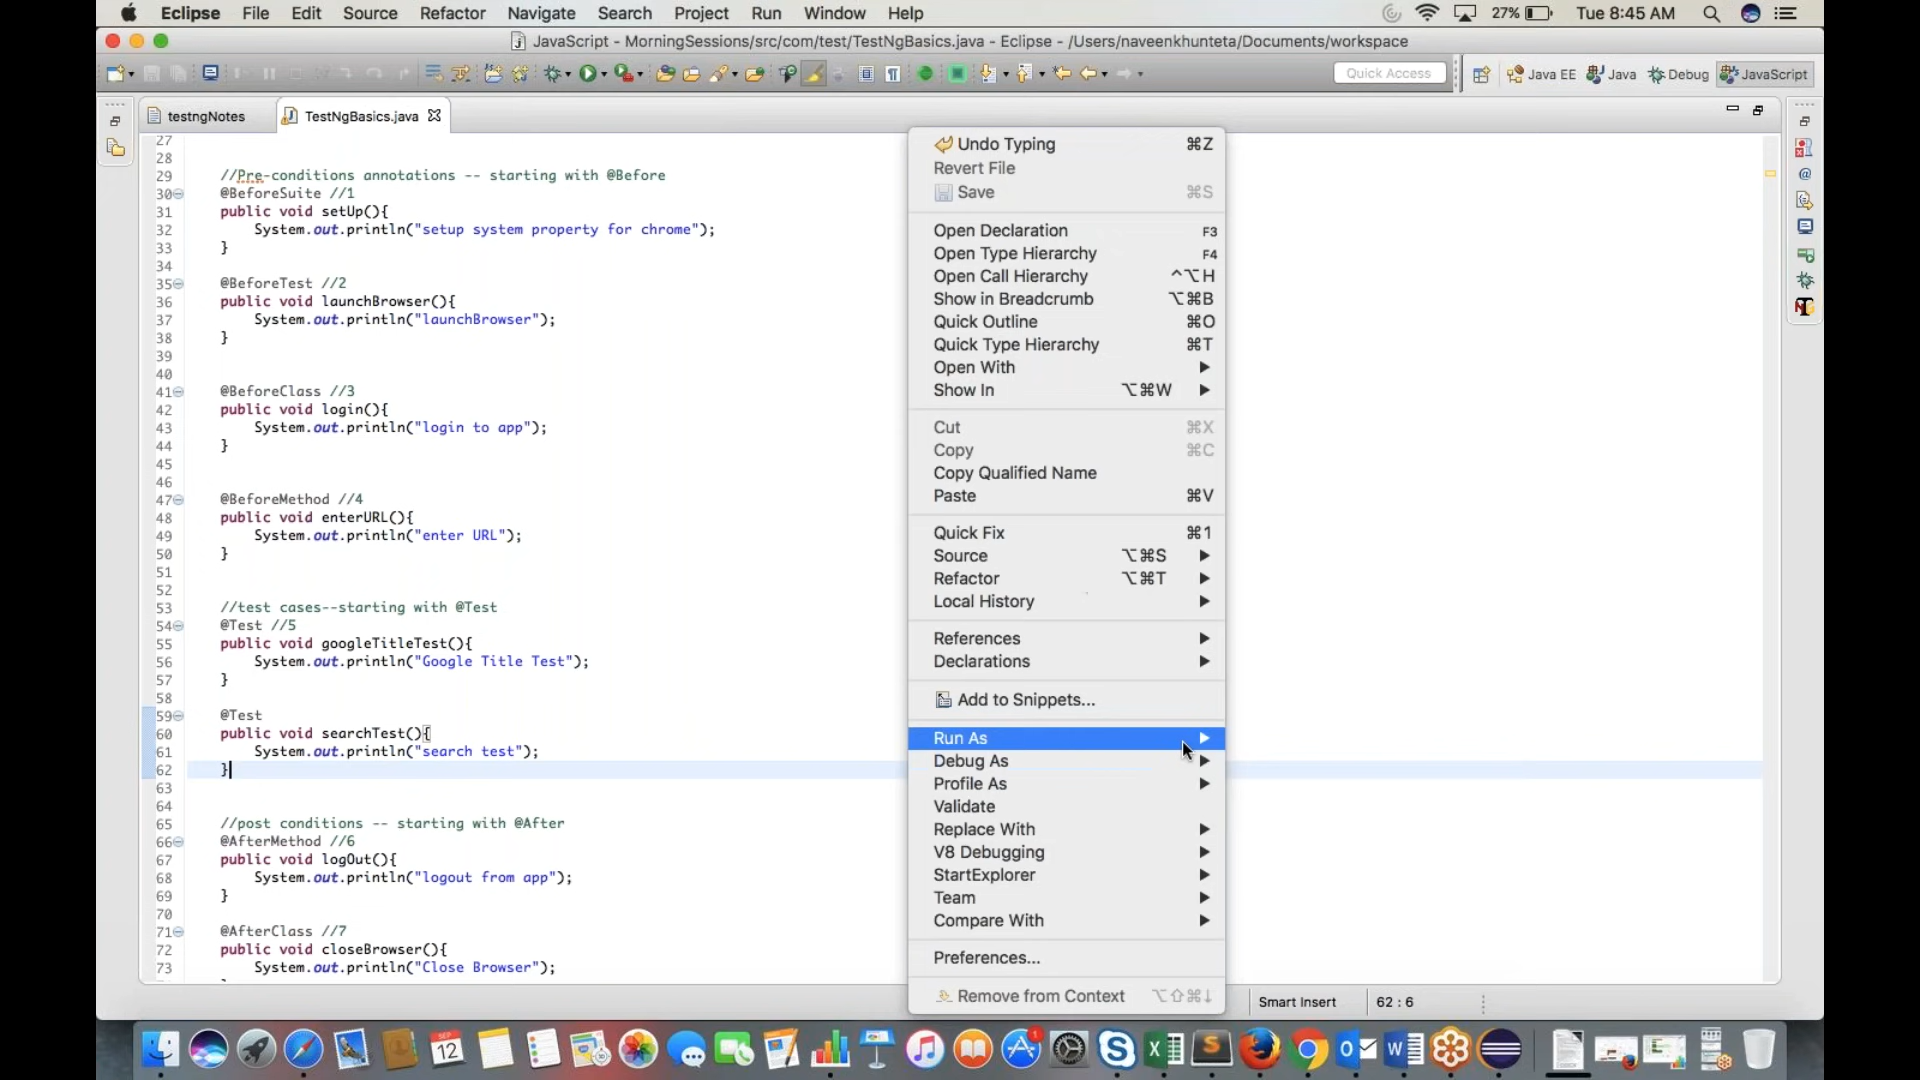 Eclipse File Edit Source Refactor Navigate Search Project Run Window Help 27% Tue 8:45 AM
JavaScript - MorningSessions/src/com/test/TestNgBasics.java - Eclipse - /Users/naveenkhunteta/Documents/workspace
Quick Access Java EE Java Debug JavaScript
testngNotes TestNgBasics.java
27
28
29 //Pre-conditions annotations -- starting with @Before
30 @BeforeSuite //1
31 public void setUp(){
32 System.out.println("setup system property for chrome");
33 }
34
35 @BeforeTest //2
36 public void launchBrowser(){
37 System.out.println("launchBrowser");
38 }
39
40
41 @BeforeClass //3
42 public void login(){
43 System.out.println("login to app");
44 }
45
46
47 @BeforeMethod //4
48 public void enterURL(){
49 System.out.println("enter URL");
50 }
51
52
53 //test cases--starting with @Test
54 @Test //5
55 public void googleTitleTest(){
56 System.out.println("Google Title Test");
57 }
58
59 @Test
60 public void searchTest(){
61 System.out.println("search test");
62 }
63
64
65 //post conditions -- starting with @After
66 @AfterMethod //6
67 public void logOut(){
68 System.out.println("logout from app");
69 }
70
71 @AfterClass //7
72 public void closeBrowser(){
73 System.out.println("Close Browser");
Undo Typing ⌘Z
Revert File
Save ⌘S
Open Declaration F3
Open Type Hierarchy F4
Open Call Hierarchy ^⌥H
Show in Breadcrumb ⌥⌘B
Quick Outline ⌘O
Quick Type Hierarchy ⌘T
Open With
Show In ⌥⌘W
Cut ⌘X
Copy ⌘C
Copy Qualified Name
Paste ⌘V
Quick Fix ⌘1
Source ⌥⌘S
Refactor ⌥⌘T
Local History
References
Declarations
Add to Snippets...
Run As
Debug As
Profile As
Validate
Replace With
V8 Debugging
StartExplorer
Team
Compare With
Preferences...
Remove from Context ⌥⇧⌘↓
Smart Insert 62 : 6
SEP
12
1